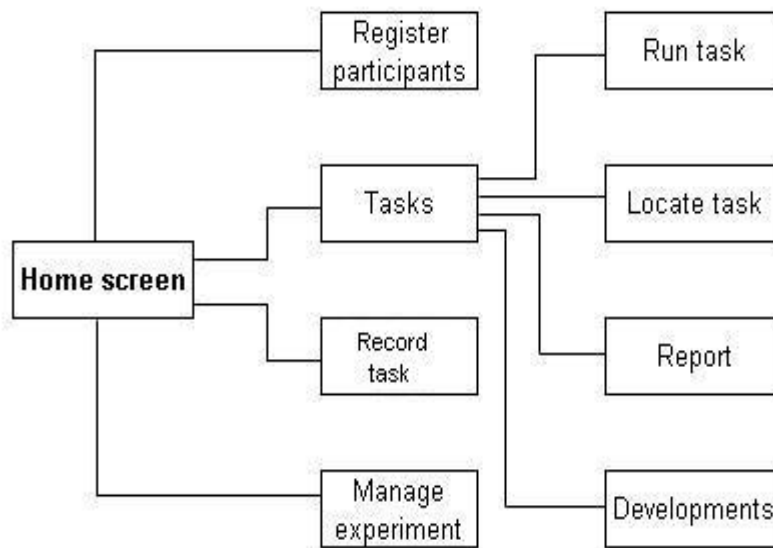 Register
participants
Run task
Tasks
Locate task
Home screen
Record
task
Report
Manage
experiment
Developments